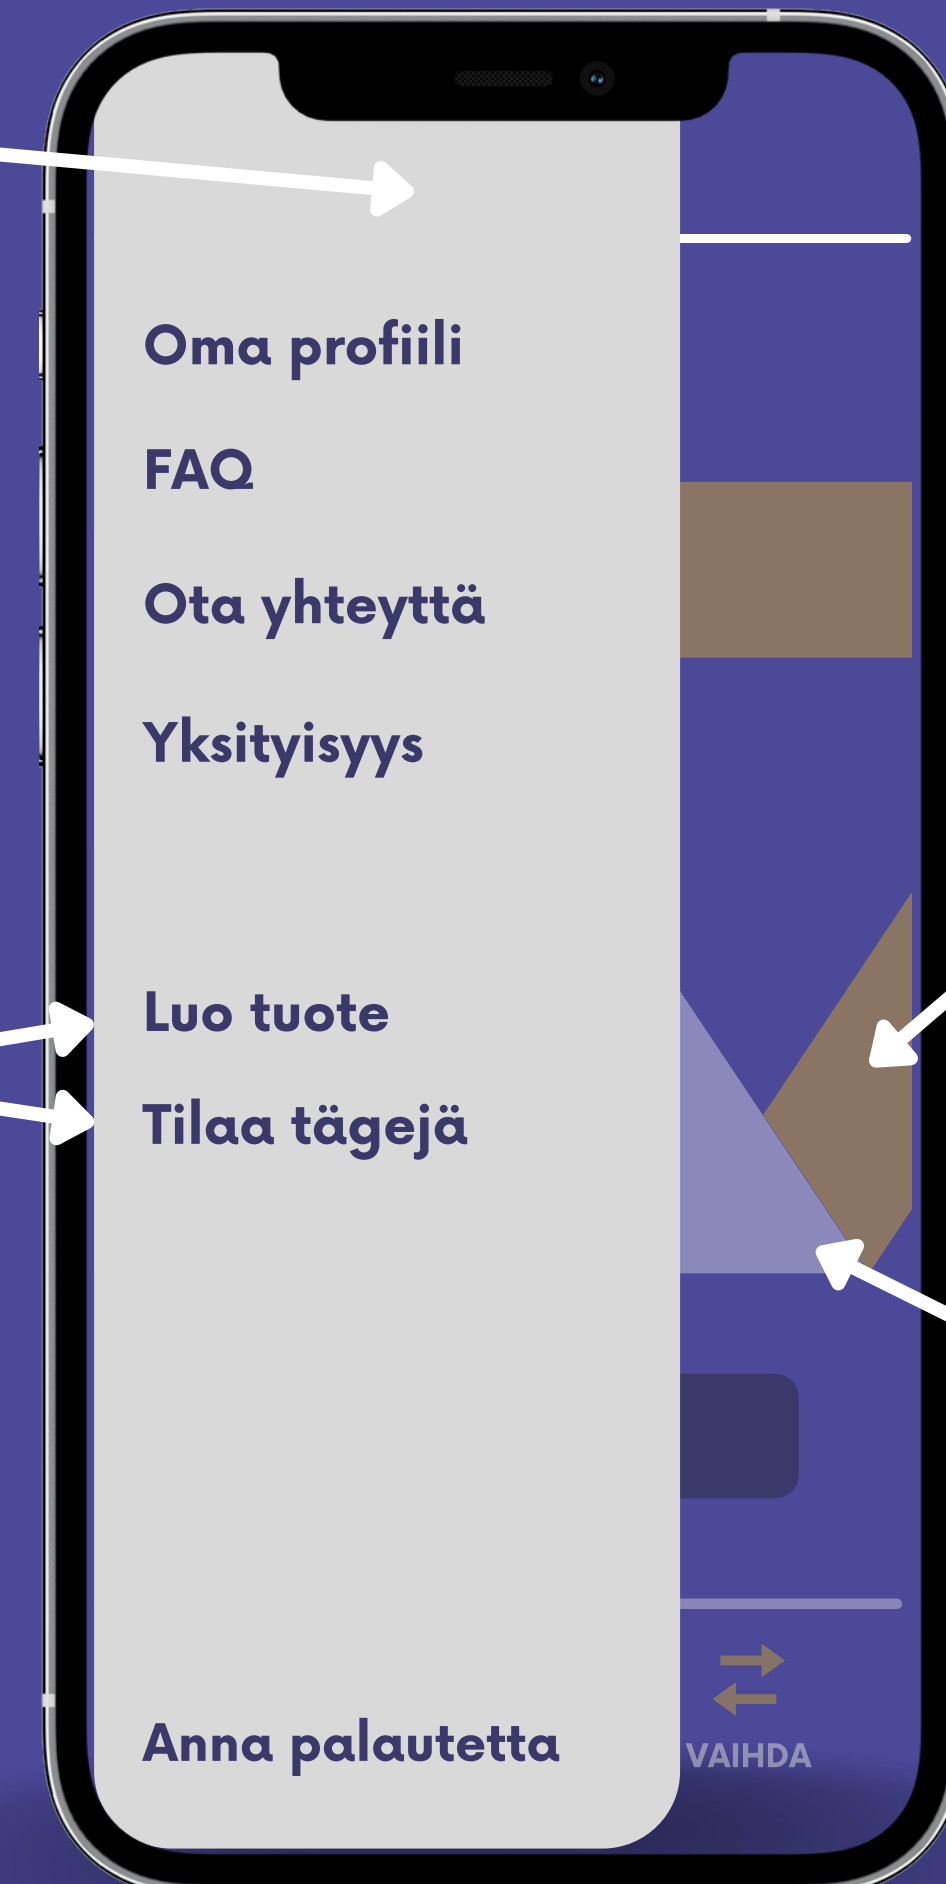 Oma profiili
FAQ
Ota yhteyttä
Yksityisyys
Luo tuote
Tilaa tägejä
Anna palautetta
VAIHDA